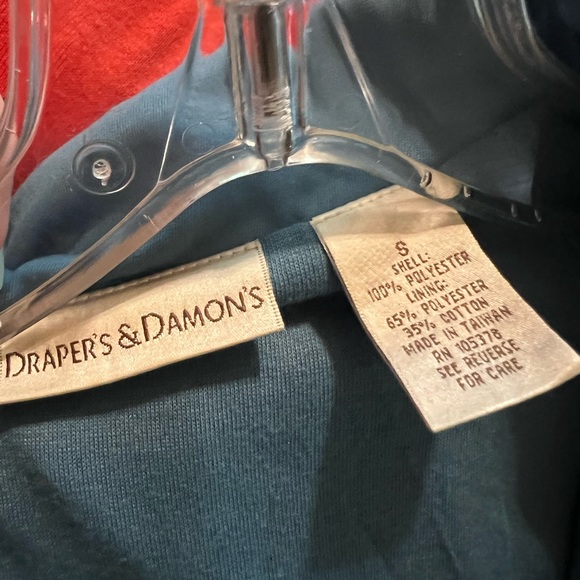 DRAPER'S & DAMON'S
S
SHELL:
100% POLYESTER
LINING:
65% POLYESTER
35% COTTON
MADE IN TAIWAN
RN 105378
SEE REVERSE
FOR CARE